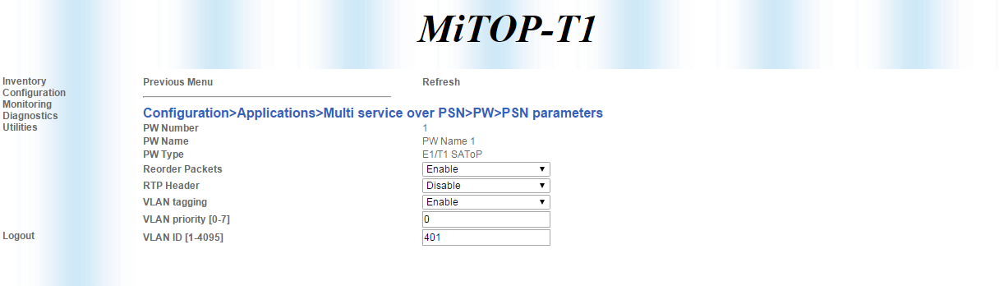 MiTOP-T1
Inventory
Configuration
Monitoring
Diagnostics
Utilities
Logout
Previous Menu Refresh
Configuration>Applications>Multi service over PSN>PW>PSN parameters
PW Number 1
PW Name PW Name 1
PW Type E1/T1 SAToP
Reorder Packets Enable
RTP Header Disable
VLAN tagging Enable
VLAN priority [0-7] 0
VLAN ID [1-4095] 401